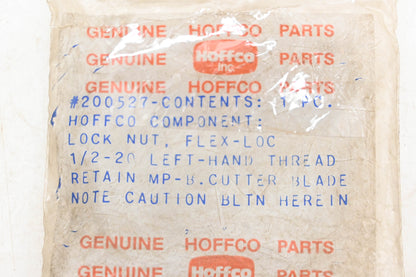 GENUINE HOFFCO PARTS
GENUINE Hoffco Inc. PARTS
GENUINE HOFFCO PARTS
#200527-CONTENTS: 1 PC.
HOFFCO COMPONENT:
LOCK NUT, FLEX-LOC
1/2-20 LEFT-HAND THREAD
RETAIN MP-B.CUTTER BLADE
NOTE CAUTION BLTN HEREIN
GENUINE HOFFCO PARTS
GENUINE Hoffco PARTS